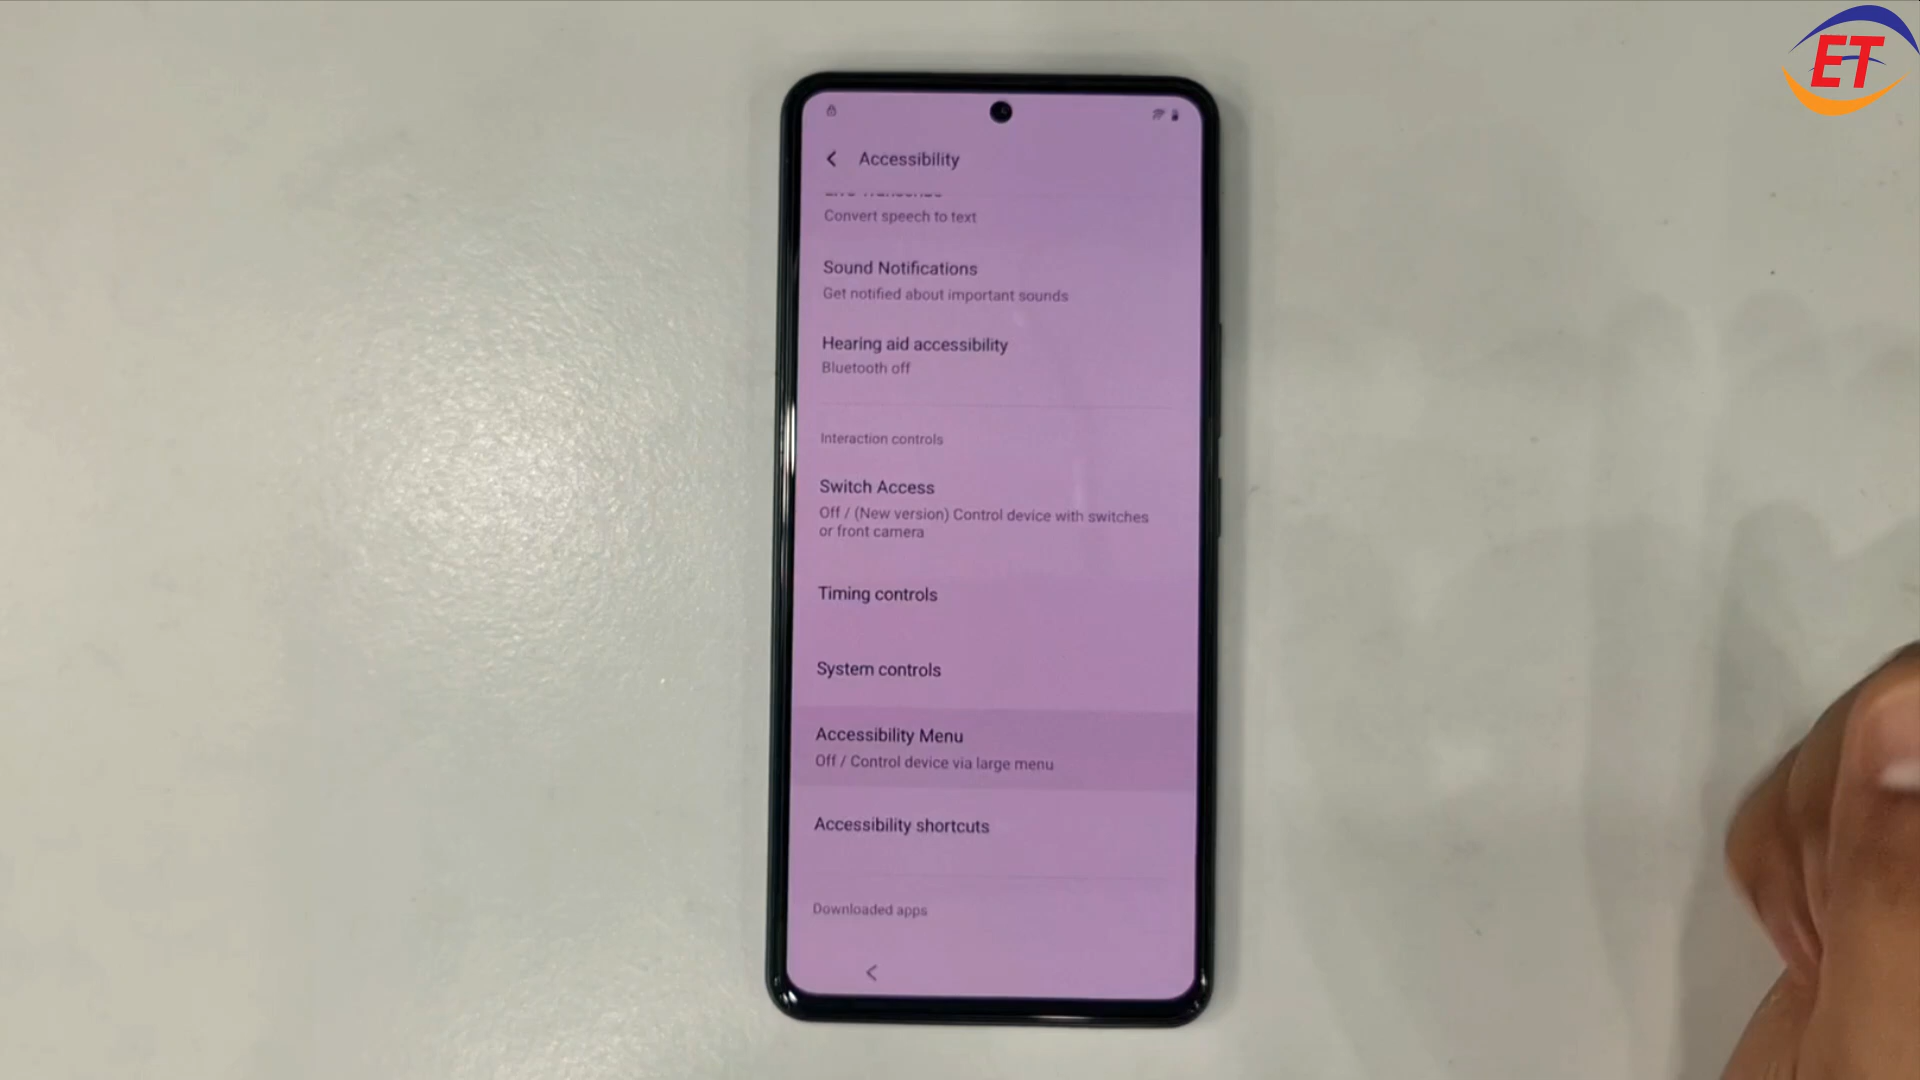 ET
Accessibility
Convert speech to text
Sound Notifications
Get notified about important sounds
Hearing aid accessibility
Bluetooth off
Interaction controls
Switch Access
Off / (New version) Control device with switches
or front camera
Timing controls
System controls
Accessibility Menu
Off / Control device via large menu
Accessibility shortcuts
Downloaded apps